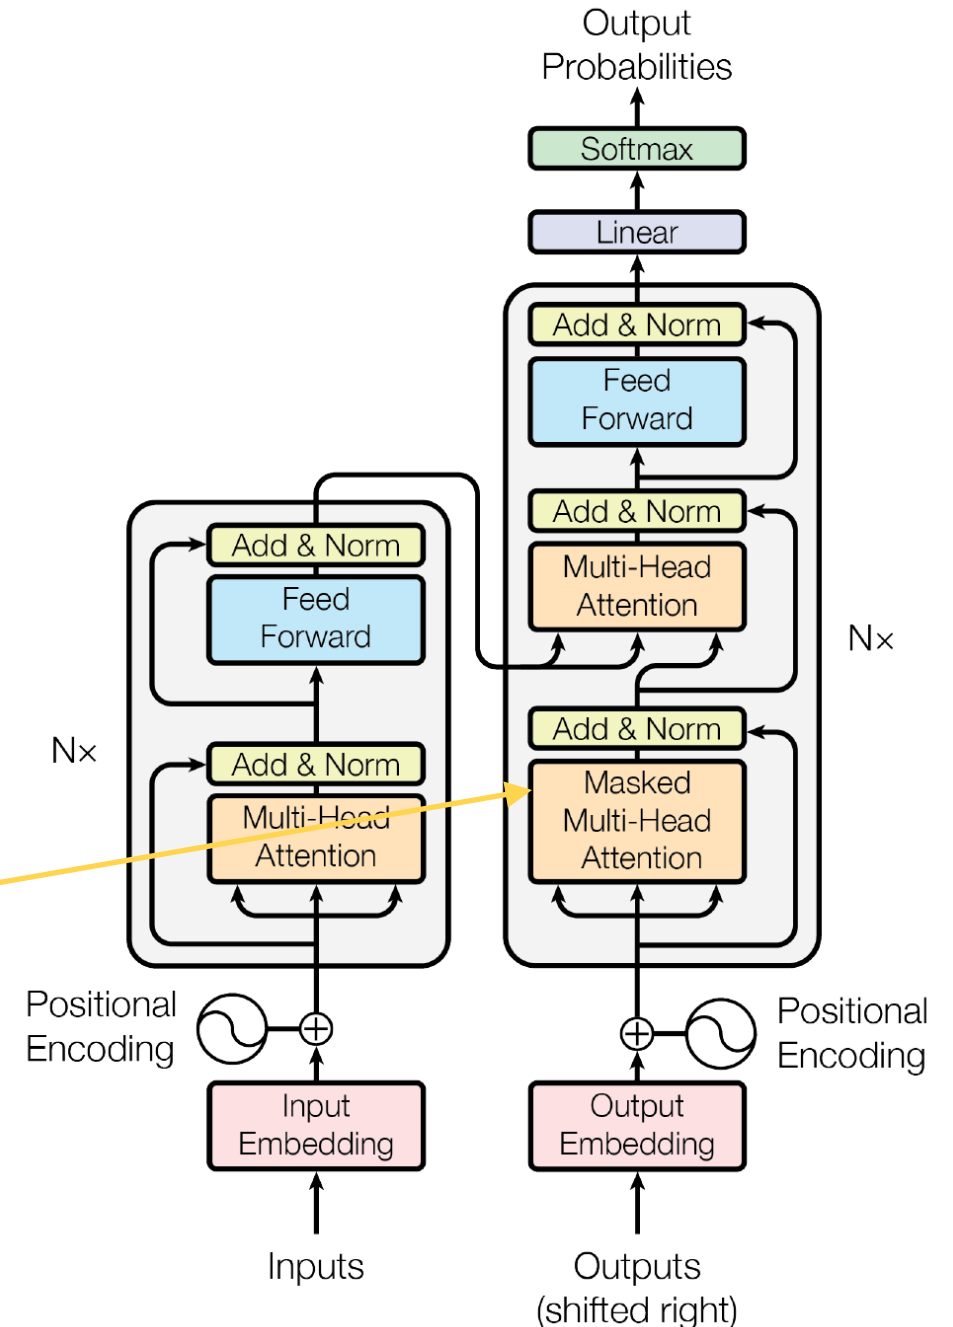 Output
Probabilities
Softmax
Linear
Add & Norm
Feed
Forward
Add & Norm
Multi-Head
Attention
N×
Add & Norm
Masked
Multi-Head
Attention
Add & Norm
Feed
Forward
N×
Add & Norm
Multi-Head
Attention
Positional
Encoding
Positional
Encoding
Input
Embedding
Output
Embedding
Inputs
Outputs
(shifted right)